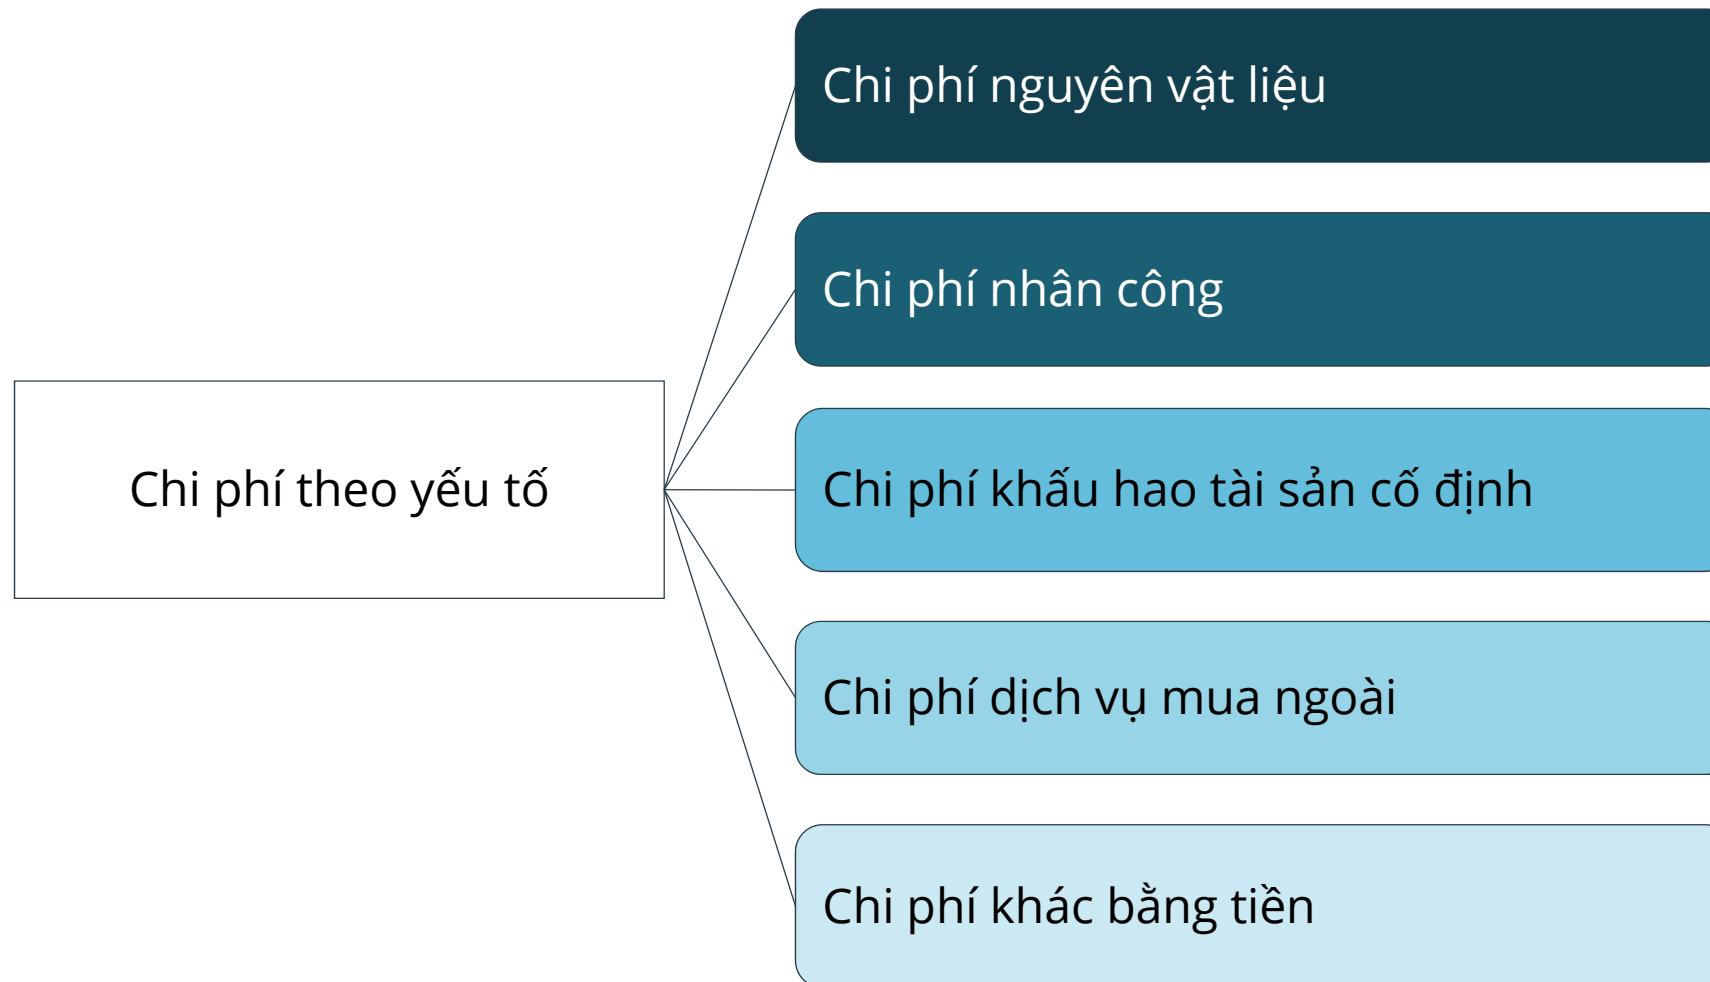 Chi phí nguyên vật liệu
Chi phí nhân công
Chi phí theo yếu tố
Chi phí khấu hao tài sản cố định
Chi phí dịch vụ mua ngoài
Chi phí khác bằng tiền